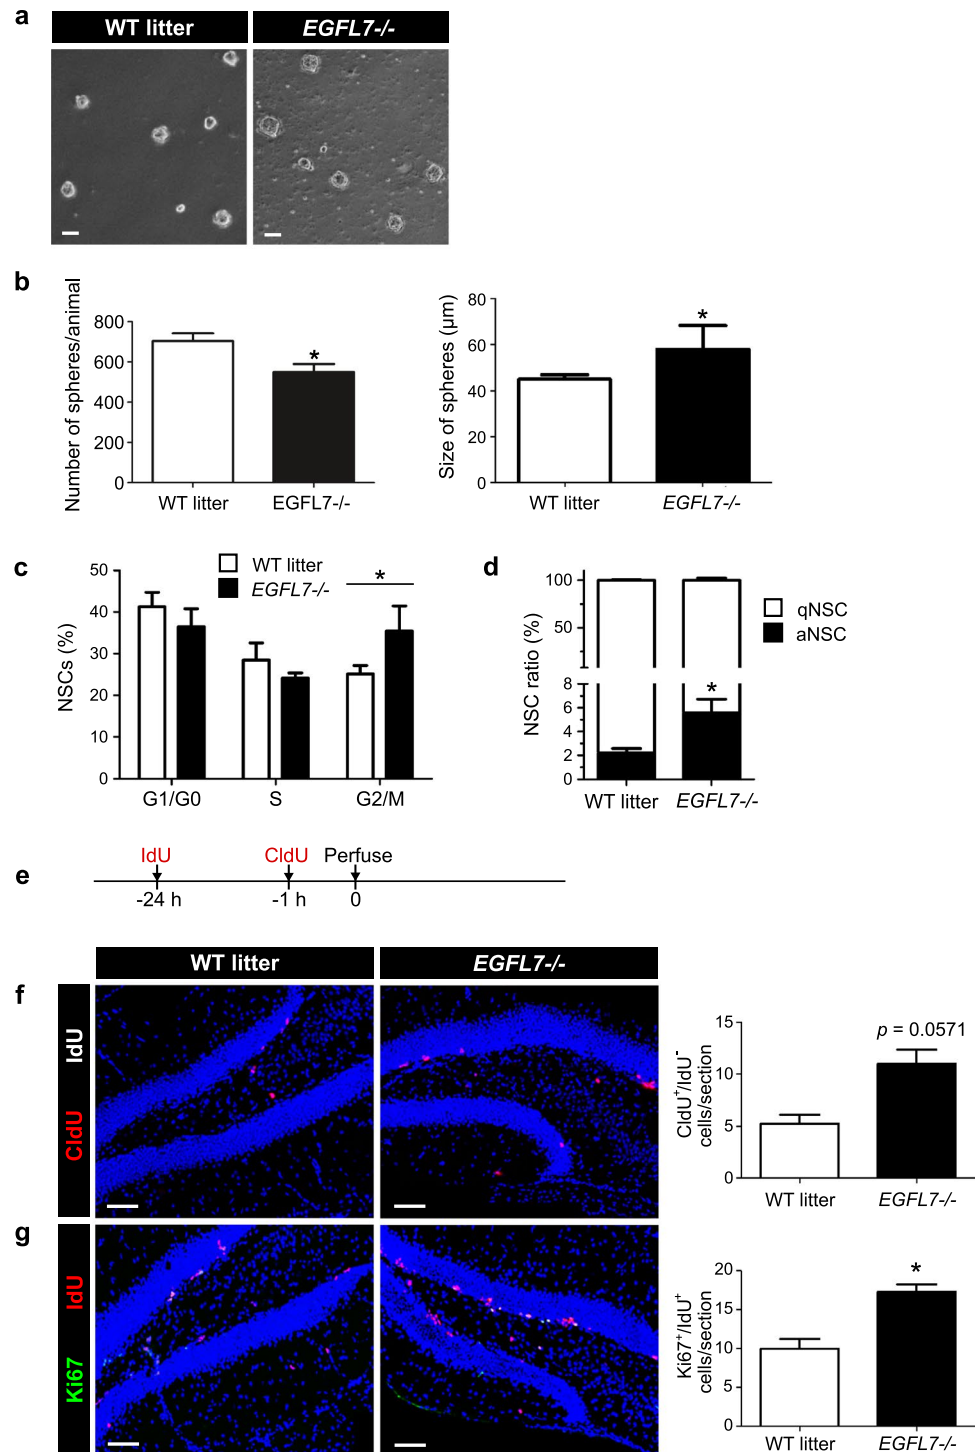 a
WT litter
EGFL7-/-
b
Number of spheres/animal
800
600
400
200
0
*
WT litter
EGFL7-/-
Size of spheres (µm)
80
60
40
20
0
*
WT litter
EGFL7-/-
c
NSCs (%)
50
40
30
20
10
0
WT litter
EGFL7-/-
*
G1/G0
S
G2/M
d
NSC ratio (%)
100
50
8
6
4
2
0
*
qNSC
aNSC
WT litter
EGFL7-/-
e
IdU
CldU
Perfuse
-24 h
-1 h
0
WT litter
EGFL7-/-
f
CldU IdU
CldU⁺/IdU⁻
cells/section
15
10
5
0
p = 0.0571
WT litter
EGFL7-/-
g
Ki67 IdU
Ki67⁺/IdU⁺
cells/section
20
15
10
5
0
*
WT litter
EGFL7-/-